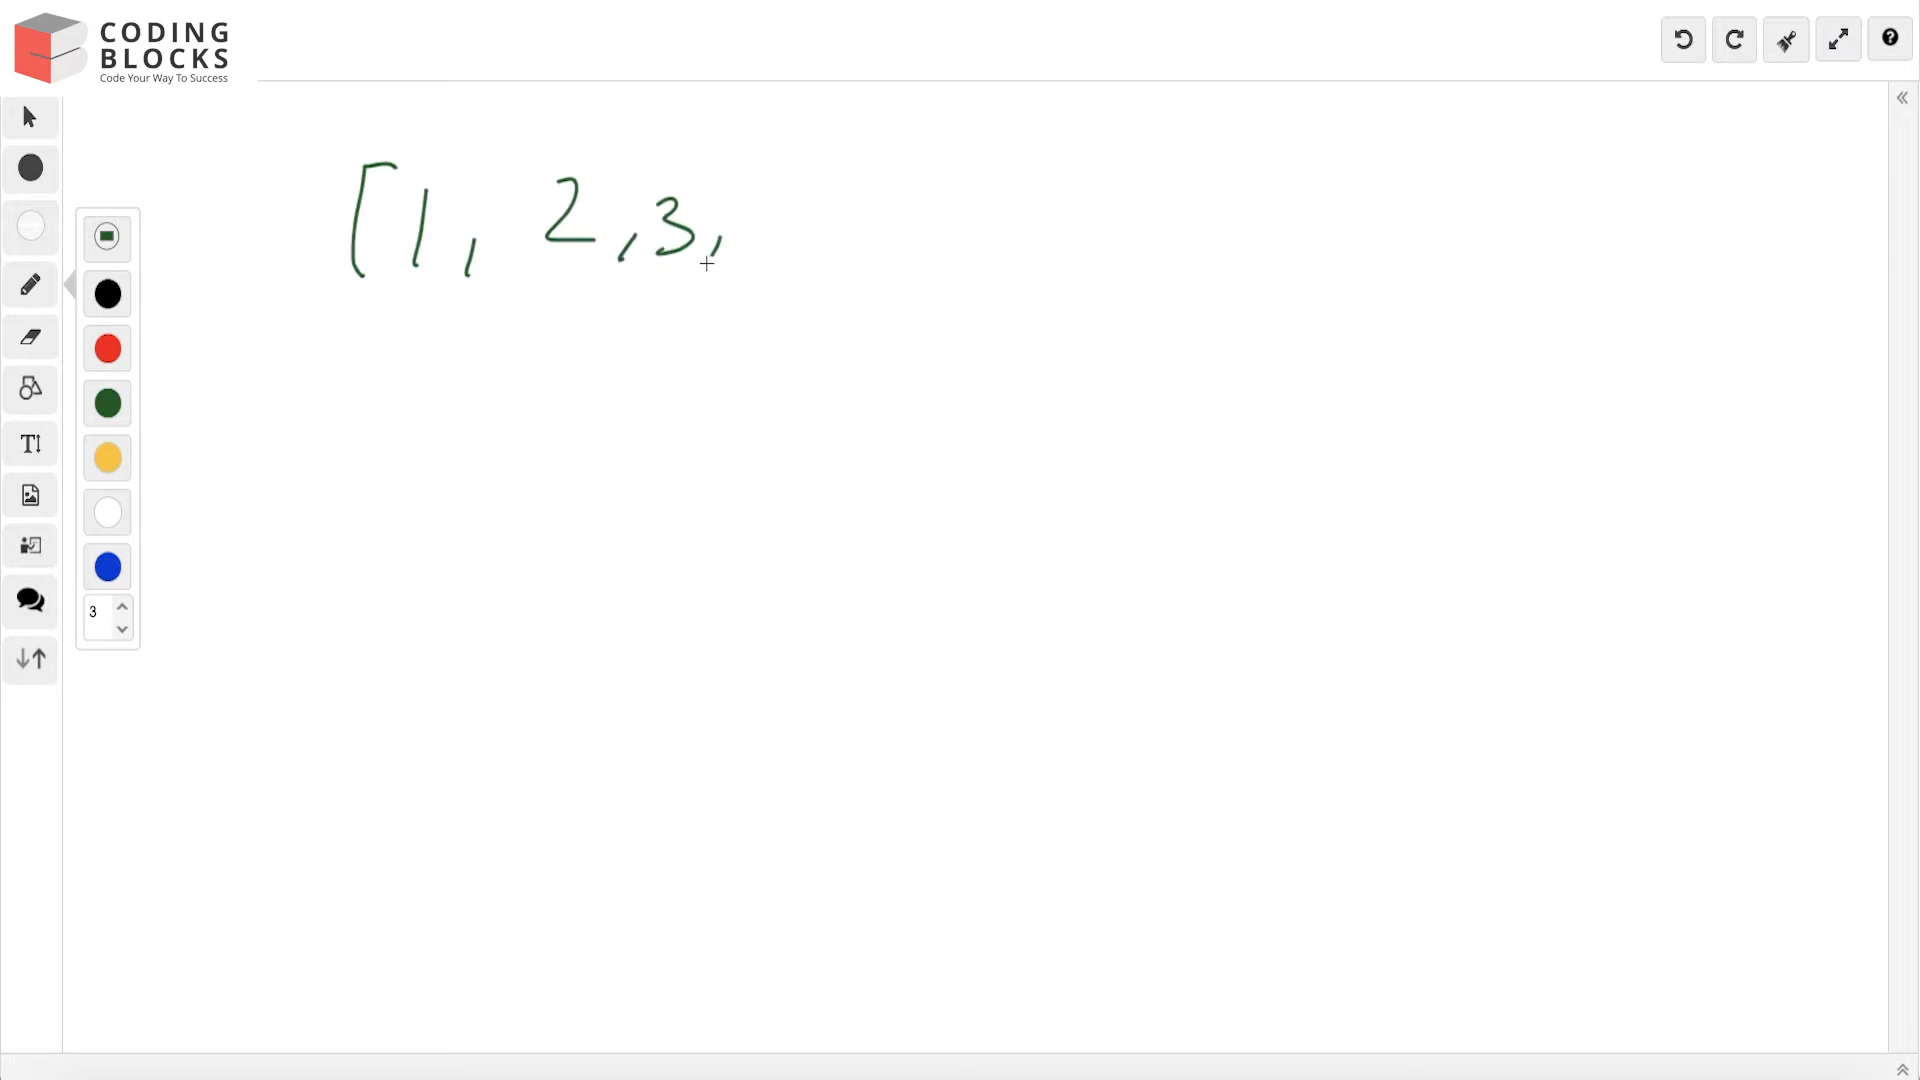 CODING
BLOCKS
Code Your Way To Success
[1, 2,3,
T
3